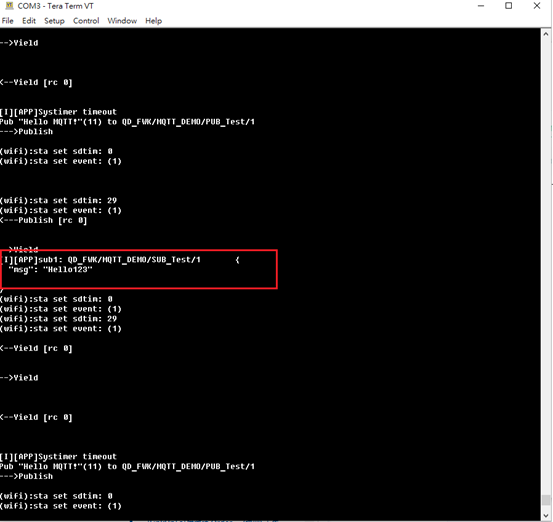 COM3 - Tera Term VT
File Edit Setup Control Window Help
-->Yield
<--Yield [rc 0]
[I][APP]Systimer timeout
Pub "Hello MQTT!"(11) to QD_FWK/MQTT_DEMO/PUB_Test/1
--->Publish
(wifi):sta set sdtim: 0
(wifi):sta set event: (1)
(wifi):sta set sdtim: 29
(wifi):sta set event: (1)
<---Publish [rc 0]
-->Yield
[I][APP]sub1: QD_FWK/MQTT_DEMO/SUB_Test/1 {
"msg": "Hello123"
}
(wifi):sta set sdtim: 0
(wifi):sta set event: (1)
(wifi):sta set sdtim: 29
(wifi):sta set event: (1)
<--Yield [rc 0]
-->Yield
<--Yield [rc 0]
[I][APP]Systimer timeout
Pub "Hello MQTT!"(11) to QD_FWK/MQTT_DEMO/PUB_Test/1
--->Publish
(wifi):sta set sdtim: 0
(wifi):sta set event: (1)